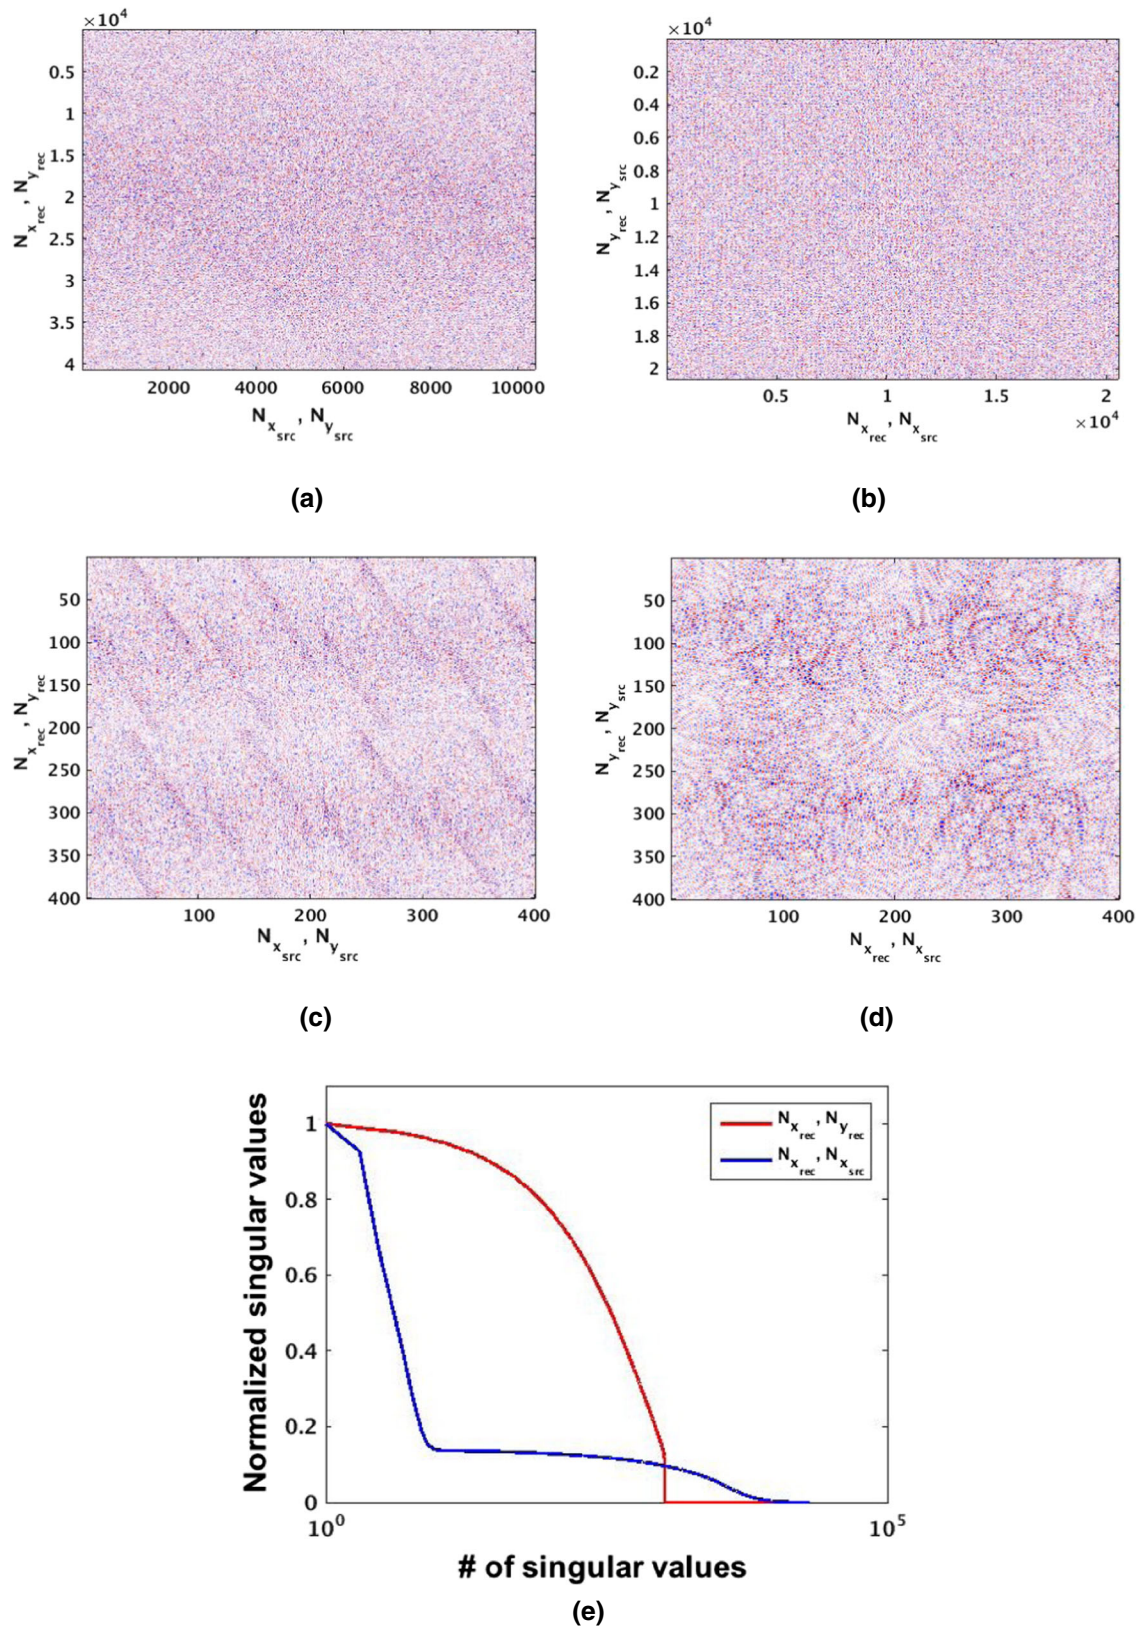 ×10⁴
0.5
1
1.5
2
2.5
3
3.5
4
N_x_rec, N_y_rec
2000 4000 6000 8000 10000
N_x_src, N_y_src
(a)
×10⁴
0.2
0.4
0.6
0.8
1
1.2
1.4
1.6
1.8
2
N_y_rec, N_y_src
0.5 1 1.5 2
×10⁴
N_x_rec, N_x_src
(b)
50
100
150
200
250
300
350
400
N_x_rec, N_y_rec
100 200 300 400
N_x_src, N_y_src
(c)
50
100
150
200
250
300
350
400
N_y_rec, N_y_src
100 200 300 400
N_x_rec, N_x_src
(d)
Normalized singular values
1
0.8
0.6
0.4
0.2
0
N_x_rec, N_y_rec
N_x_rec, N_x_src
10⁰ 10⁵
# of singular values
(e)